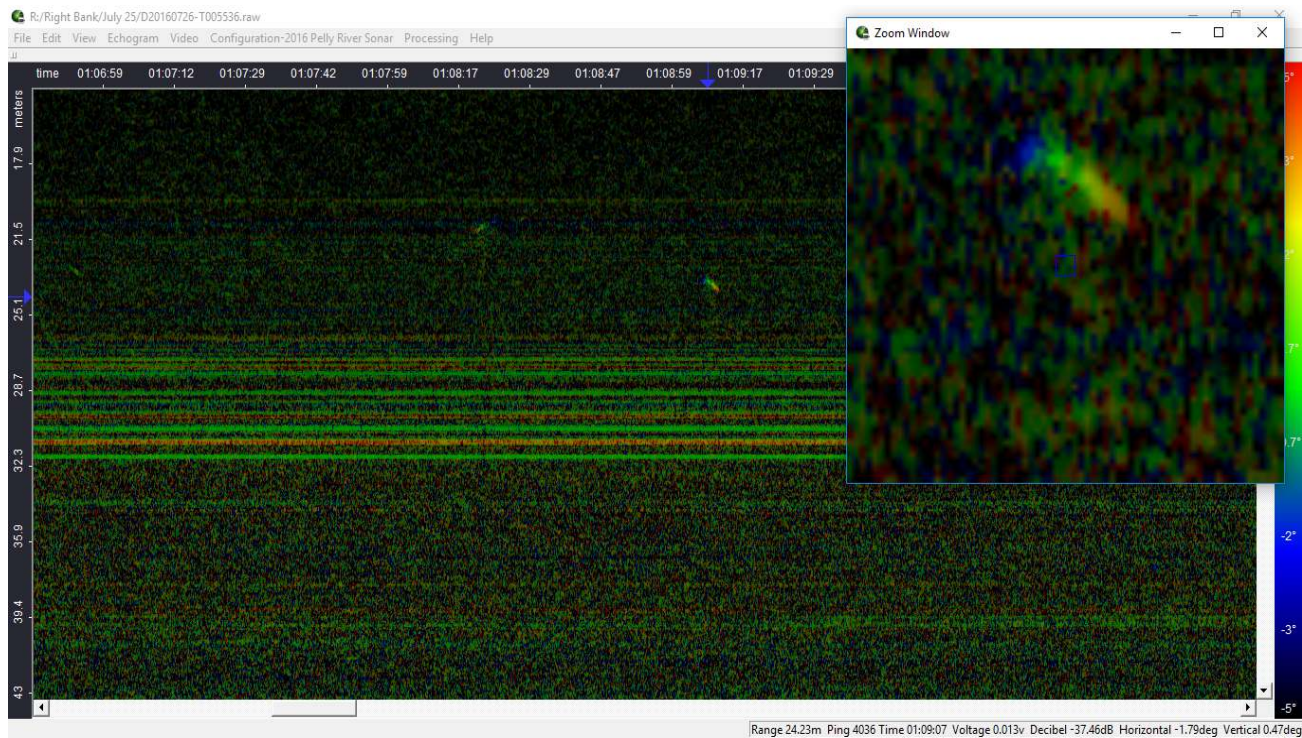 R:/Right Bank/July 25/D20160726-T005536.raw
File Edit View Echogram Video Configuration-2016 Pelly River Sonar Processing Help
Zoom Window
time 01:06:59 01:07:12 01:07:29 01:07:42 01:07:59 01:08:17 01:08:29 01:08:47 01:08:59 01:09:17 01:09:29
meters
17.9
21.5
25.1
28.7
32.3
35.9
39.4
43
-2°
-3°
-5°
Range 24.23m Ping 4036 Time 01:09:07 Voltage 0.013v Decibel -37.46dB Horizontal -1.79deg Vertical 0.47deg